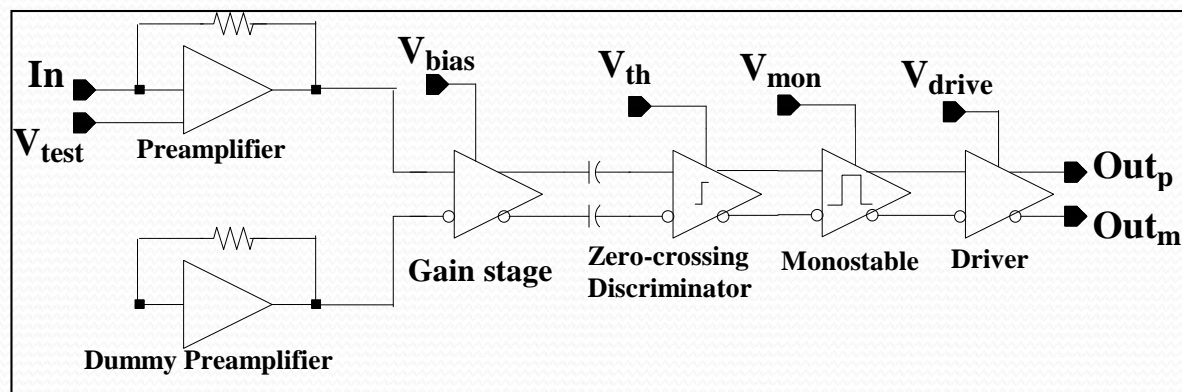 In
V_test
Preamplifier
V_bias
V_th
V_mon
V_drive
Out_p
Out_m
Gain stage
Zero-crossing
Discriminator
Monostable
Driver
Dummy Preamplifier